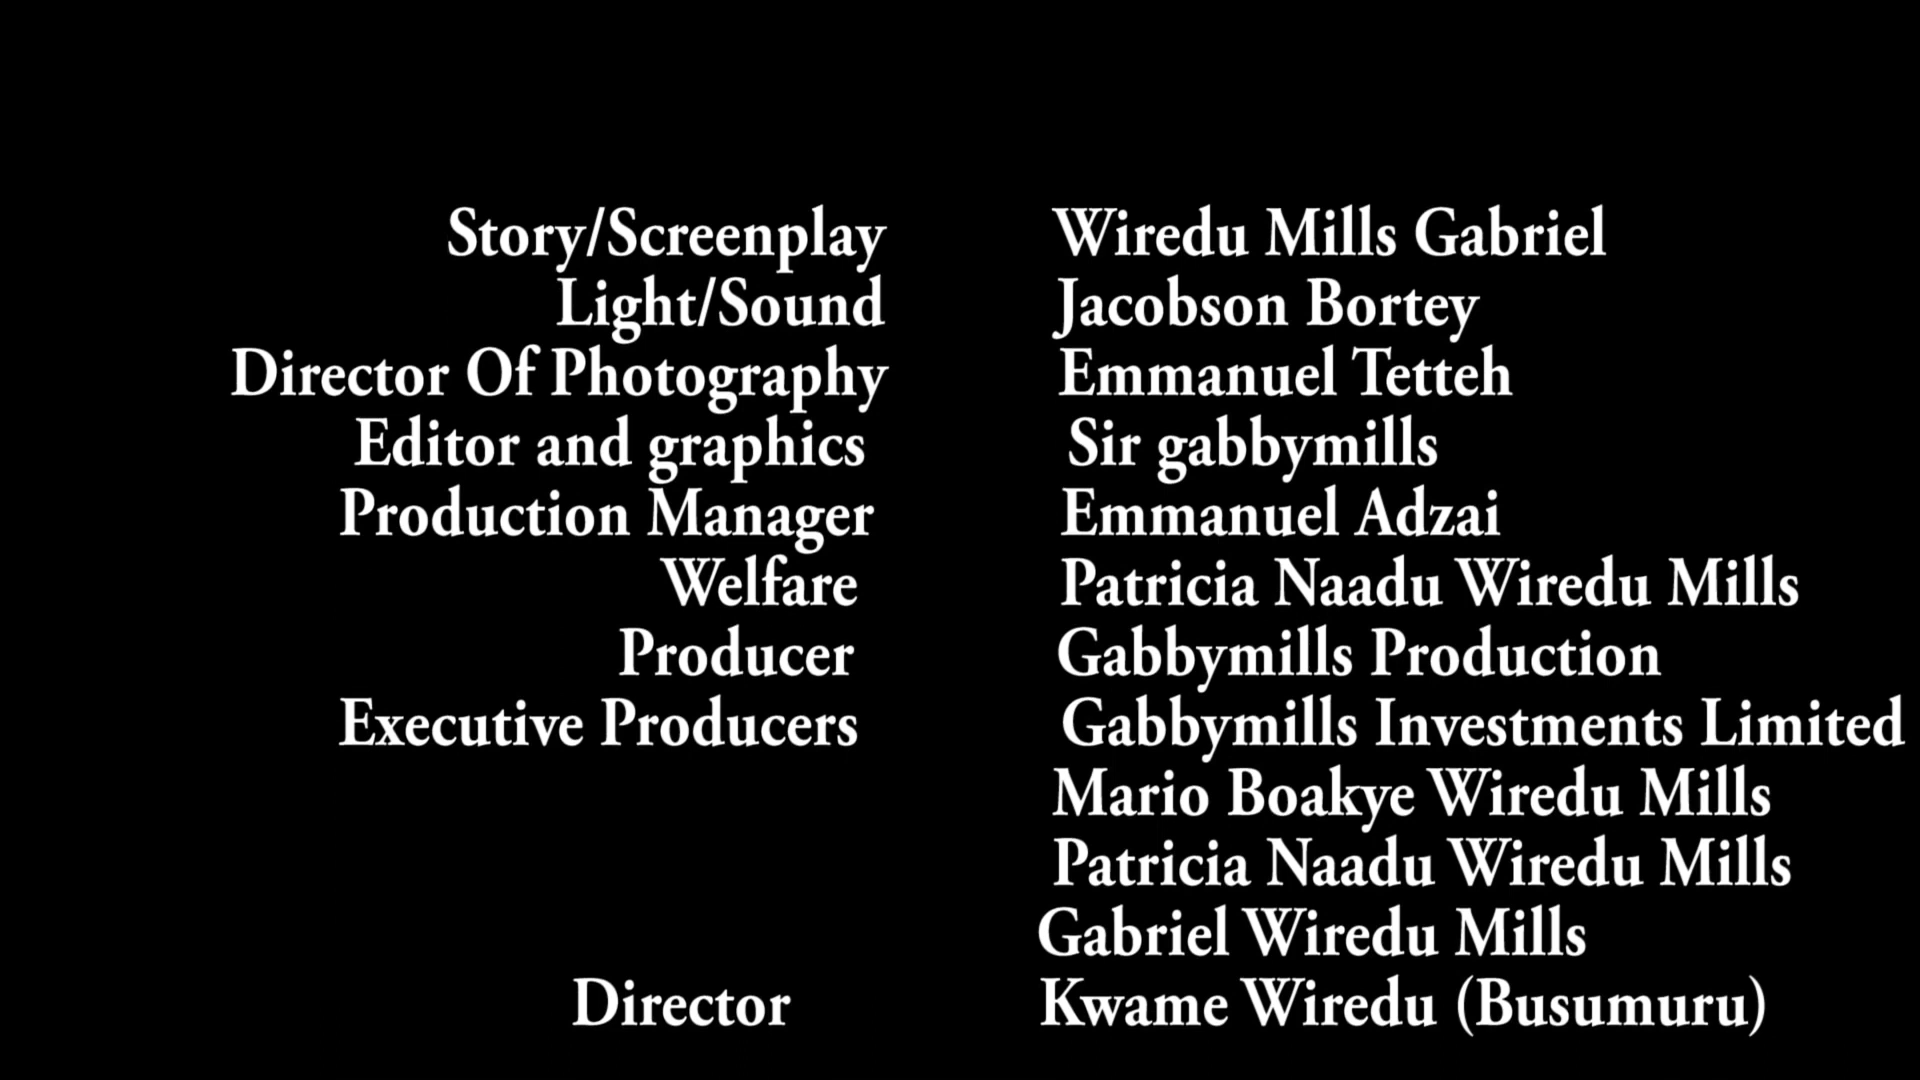 Story/Screenplay Wiredu Mills Gabriel
Light/Sound Jacobson Bortey
Director Of Photography Emmanuel Tetteh
Editor and graphics Sir gabbymills
Production Manager Emmanuel Adzai
Welfare Patricia Naadu Wiredu Mills
Producer Gabbymills Production
Executive Producers Gabbymills Investments Limited
Mario Boakye Wiredu Mills
Patricia Naadu Wiredu Mills
Gabriel Wiredu Mills
Director Kwame Wiredu (Busumuru)